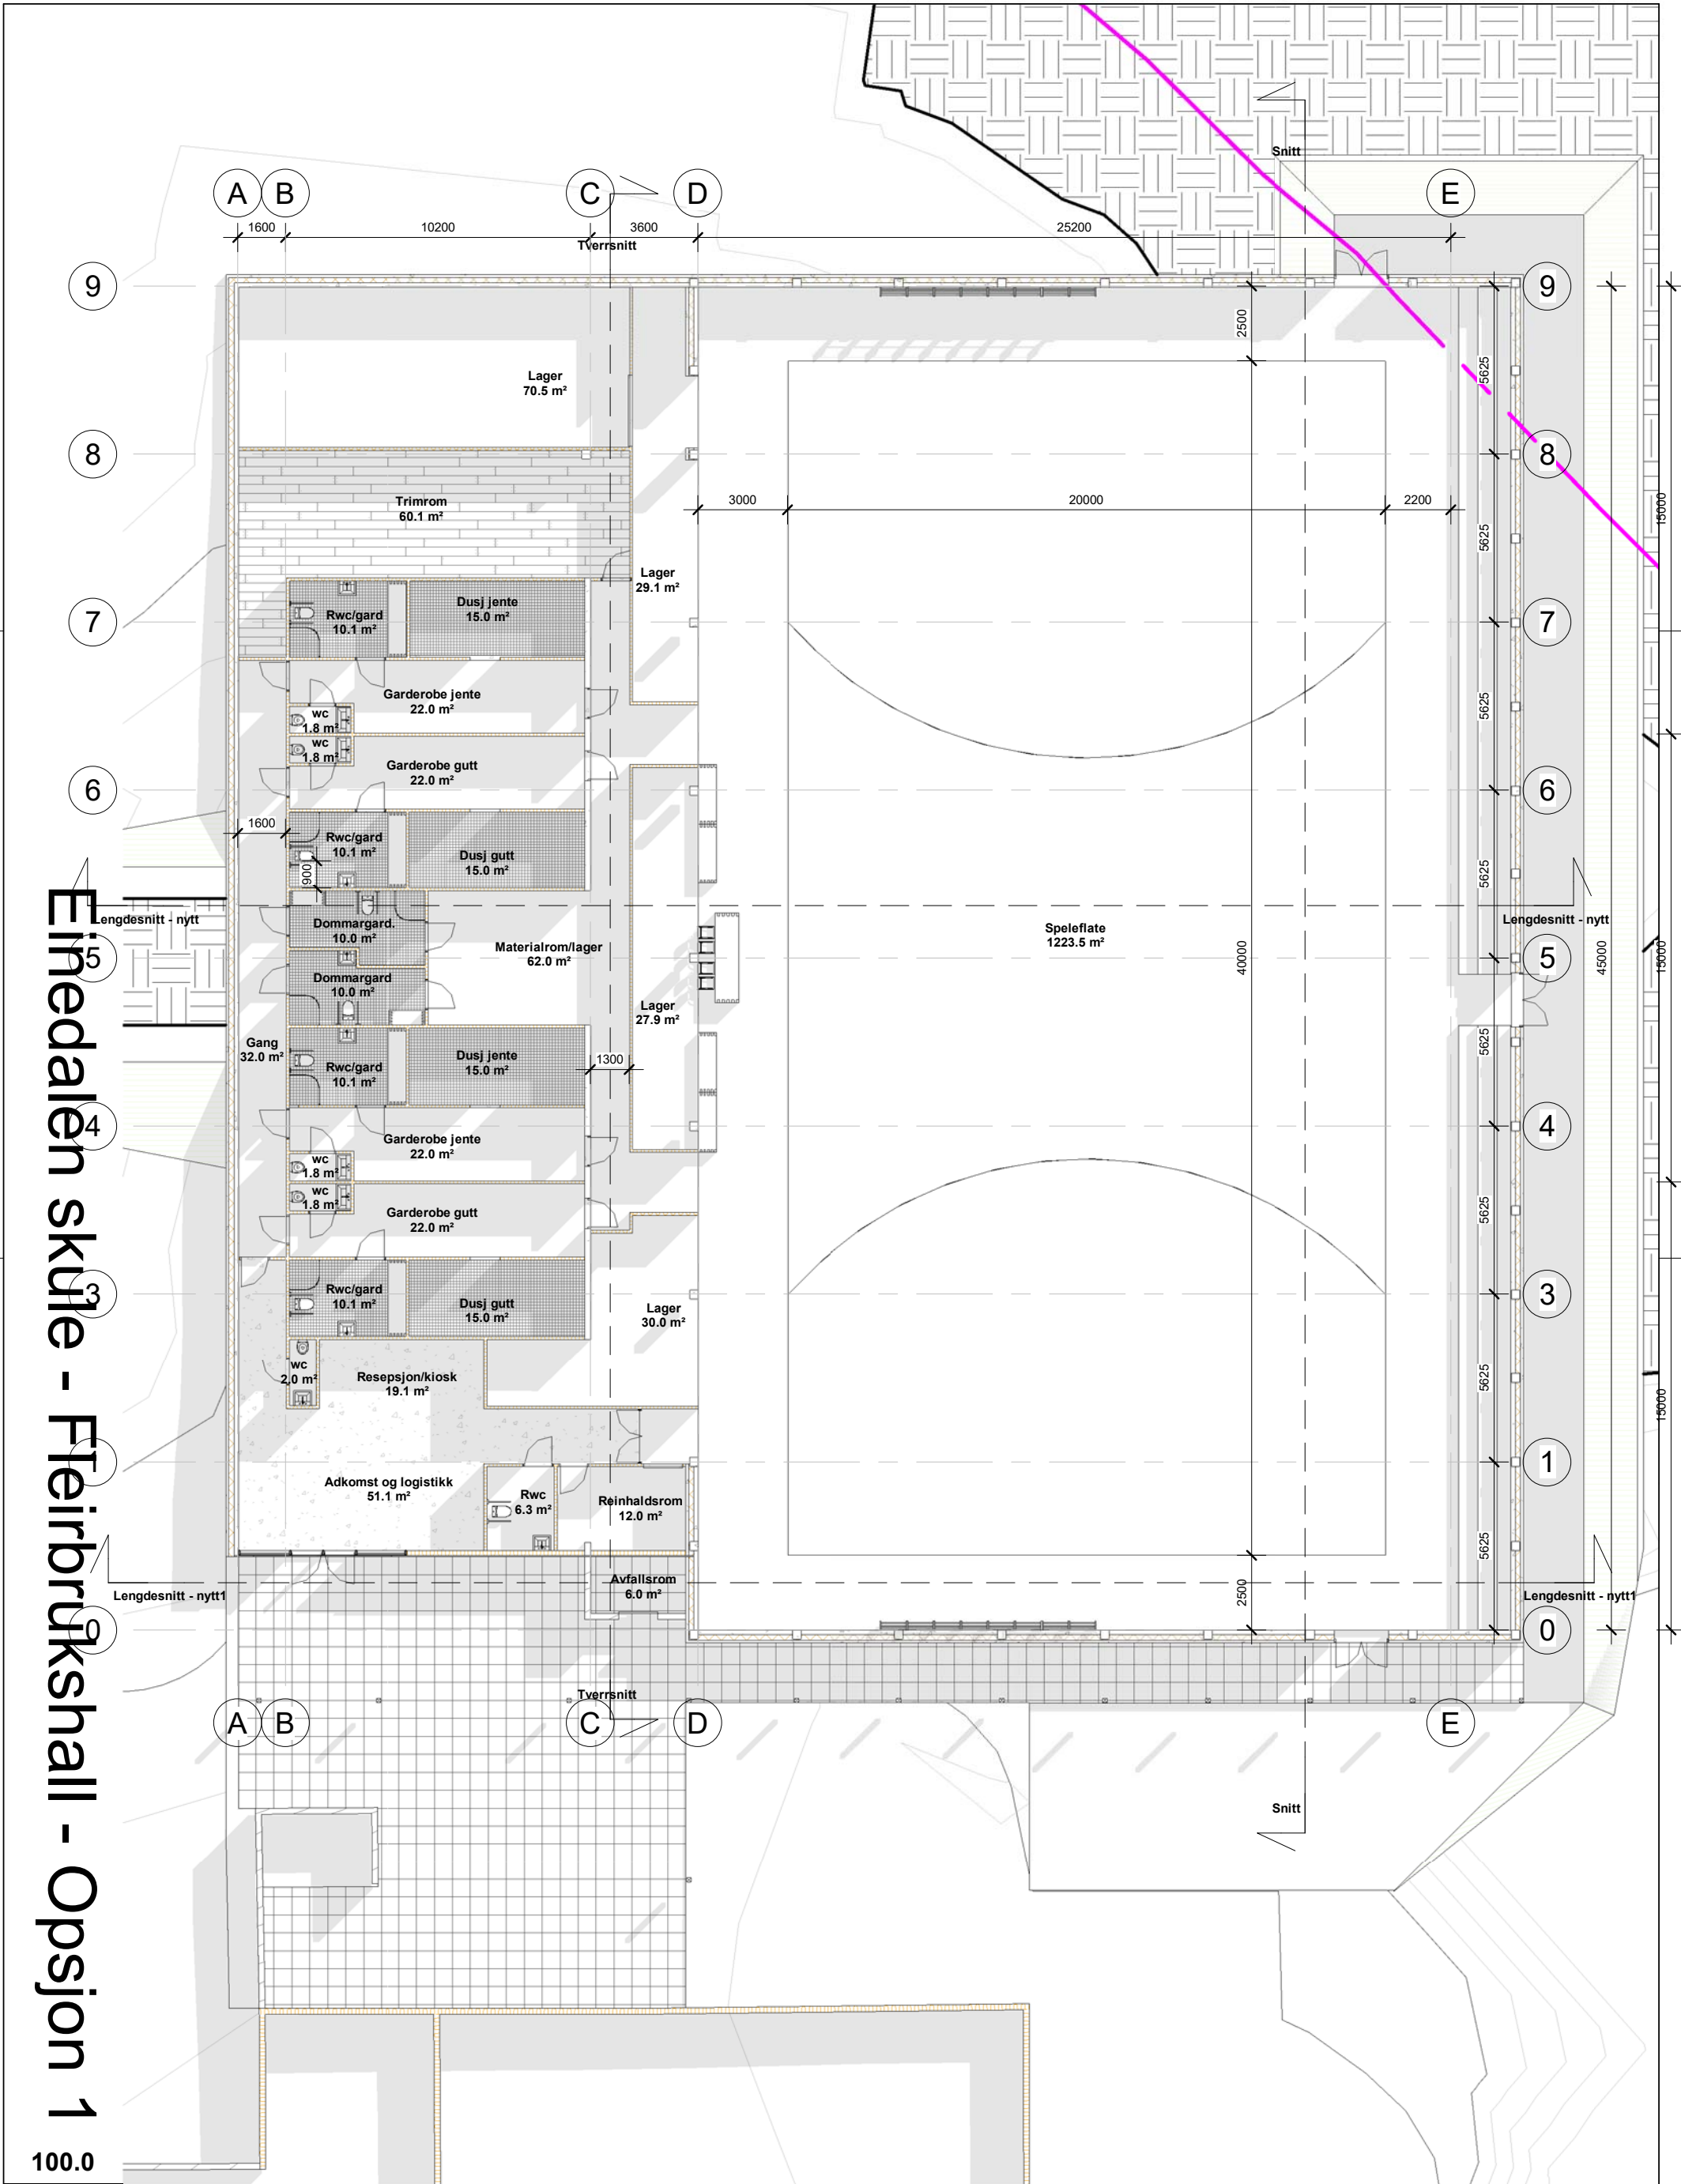 Snitt
A
B
C
D
E
1600
10200
3600
25200
Tverrsnitt
9
9
2500
5625
Lager
70.5 m²
8
8
3000
20000
2200
15000
Trimrom
60.1 m²
5625
Lager
29.1 m²
Dusj jente
15.0 m²
Rwc/gard
10.1 m²
7
7
Garderobe jente
22.0 m²
5625
wc
1.8 m²
wc
1.8 m²
Garderobe gutt
22.0 m²
6
6
1600
Rwc/gard
10.1 m²
Dusj gutt
15.0 m²
900
5625
Lengdesnitt - nytt
Lengdesnitt - nytt
Dommargard.
10.0 m²
Materialrom/lager
62.0 m²
Speleflate
1223.5 m²
5
5
40000
45000
15000
Dommargard
10.0 m²
Lager
27.9 m²
Gang
32.0 m²
Rwc/gard
10.1 m²
Dusj jente
15.0 m²
1300
5625
4
4
Garderobe jente
22.0 m²
wc
1.8 m²
wc
1.8 m²
Garderobe gutt
22.0 m²
5625
3
3
Rwc/gard
10.1 m²
Dusj gutt
15.0 m²
Lager
30.0 m²
wc
2.0 m²
Resepsjon/kiosk
19.1 m²
5625
15000
1
Adkomst og logistikk
51.1 m²
Rwc
6.3 m²
Reinhaldsrom
12.0 m²
5625
Avfallsrom
6.0 m²
2500
Lengdesnitt - nytt1
Lengdesnitt - nytt1
0
0
Tverrsnitt
A
B
C
D
E
Snitt
Einedalen skule - Fleirbrukshall - Opsjon 1
100.0